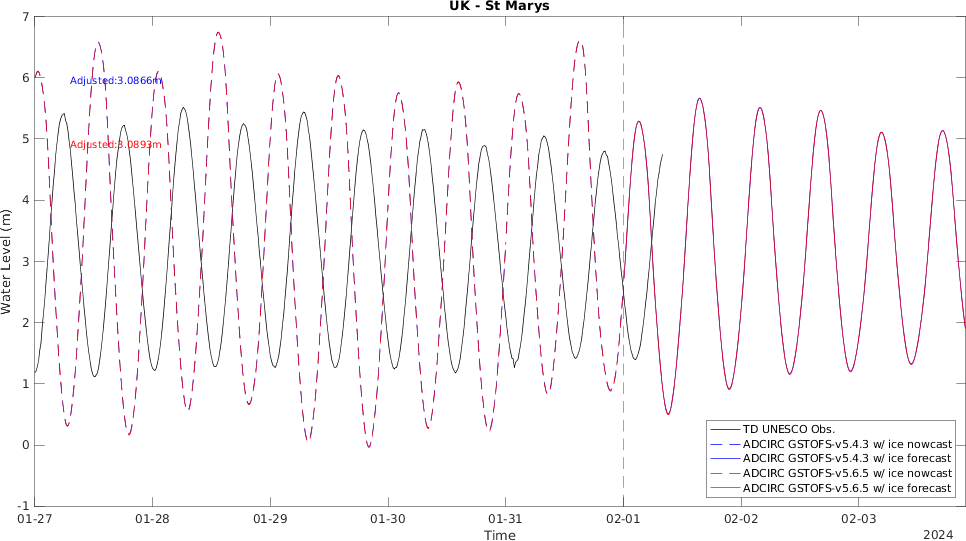 UK - St Marys
7
6
5
4
3
2
1
0
-1
Water Level (m)
Adjusted:3.0866m
Adjusted:3.0893m
TD UNESCO Obs.
ADCIRC GSTOFS-v5.4.3 w/ ice nowcast
ADCIRC GSTOFS-v5.4.3 w/ ice forecast
ADCIRC GSTOFS-v5.6.5 w/ ice nowcast
ADCIRC GSTOFS-v5.6.5 w/ ice forecast
01-27 01-28 01-29 01-30 01-31 02-01 02-02 02-03
Time
2024